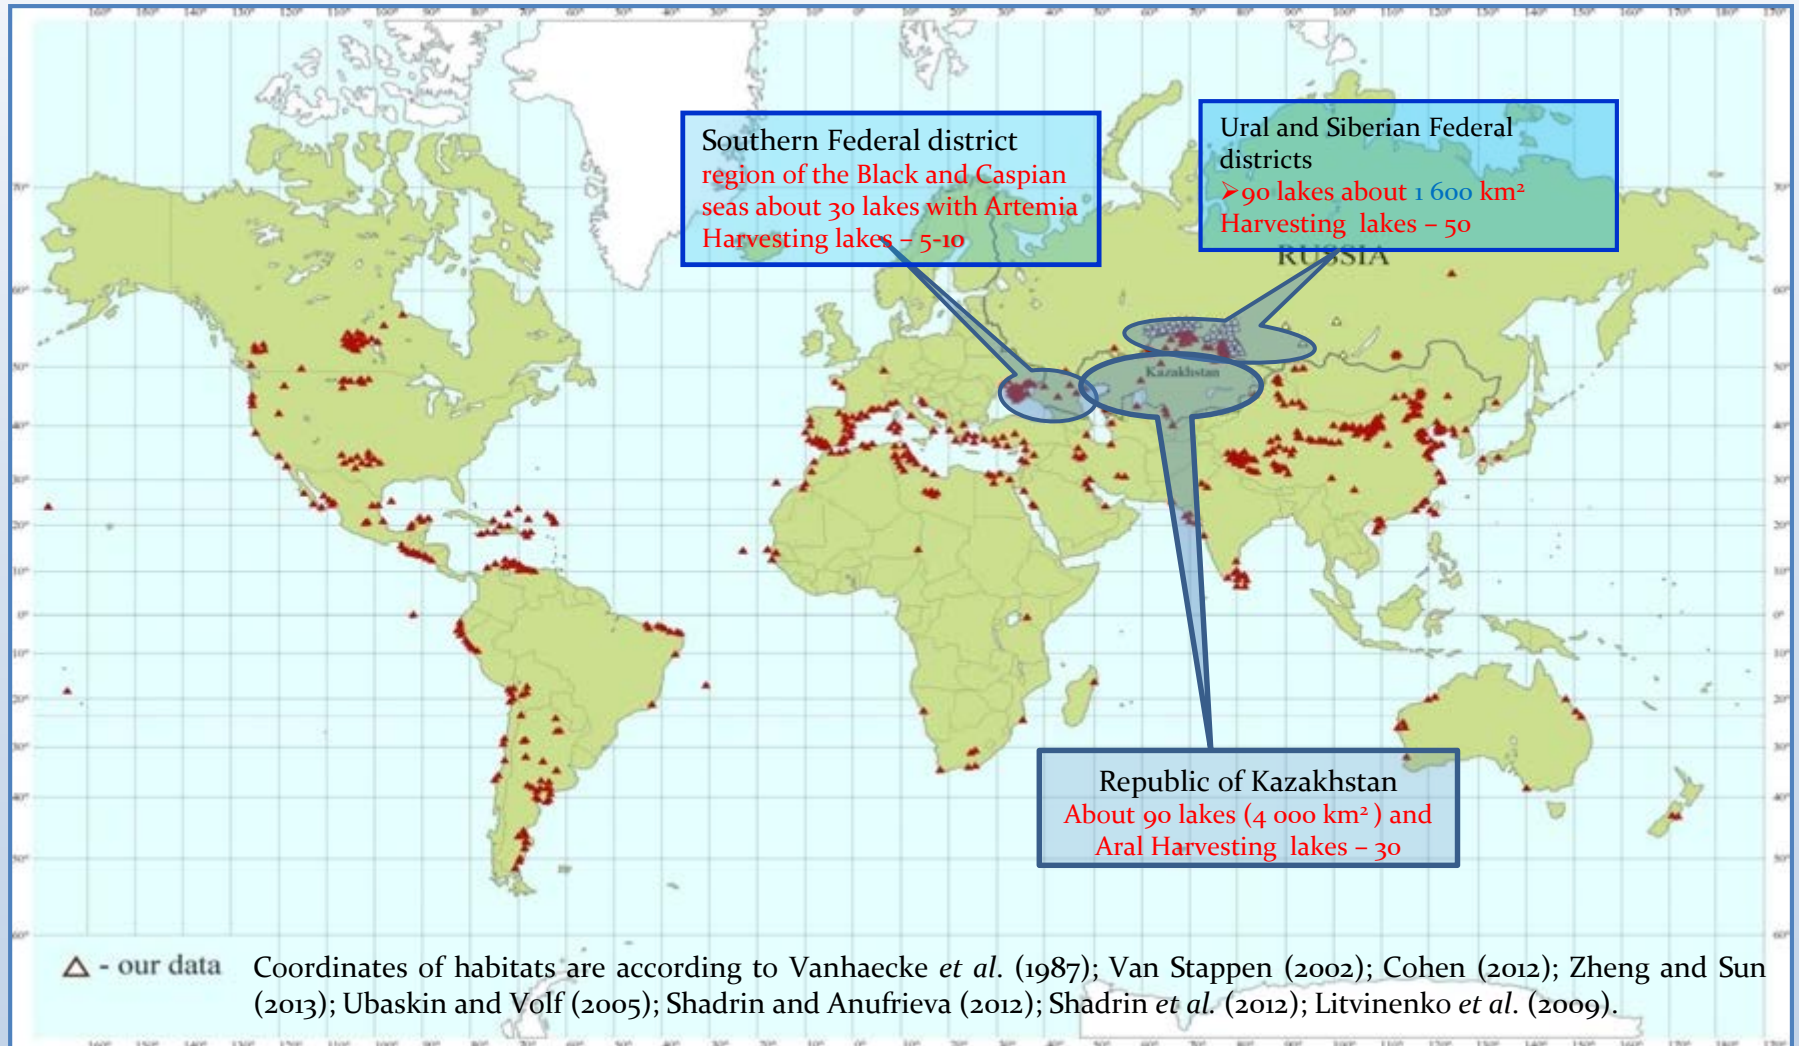 Southern Federal district
region of the Black and Caspian
seas about 30 lakes with Artemia
Harvesting lakes – 5-10
Ural and Siberian Federal
districts
➢90 lakes about 1 600 km²
Harvesting lakes – 50
RUSSIA
Kazakhstan
Republic of Kazakhstan
About 90 lakes (4 000 km² ) and
Aral Harvesting lakes – 30
△ - our data
Coordinates of habitats are according to Vanhaecke et al. (1987); Van Stappen (2002); Cohen (2012); Zheng and Sun
(2013); Ubaskin and Volf (2005); Shadrin and Anufrieva (2012); Shadrin et al. (2012); Litvinenko et al. (2009).